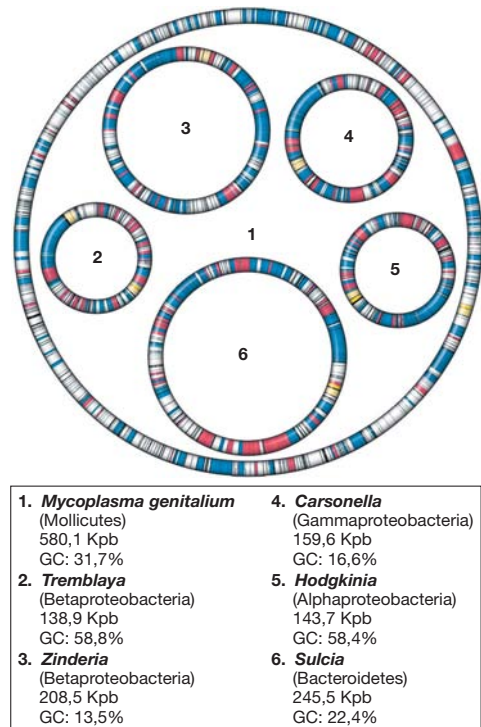 3
4
1
2
5
6
1. Mycoplasma genitalium
(Mollicutes)
580,1 Kpb
GC: 31,7%
2. Tremblaya
(Betaproteobacteria)
138,9 Kpb
GC: 58,8%
3. Zinderia
(Betaproteobacteria)
208,5 Kpb
GC: 13,5%
4. Carsonella
(Gammaproteobacteria)
159,6 Kpb
GC: 16,6%
5. Hodgkinia
(Alphaproteobacteria)
143,7 Kpb
GC: 58,4%
6. Sulcia
(Bacteroidetes)
245,5 Kpb
GC: 22,4%